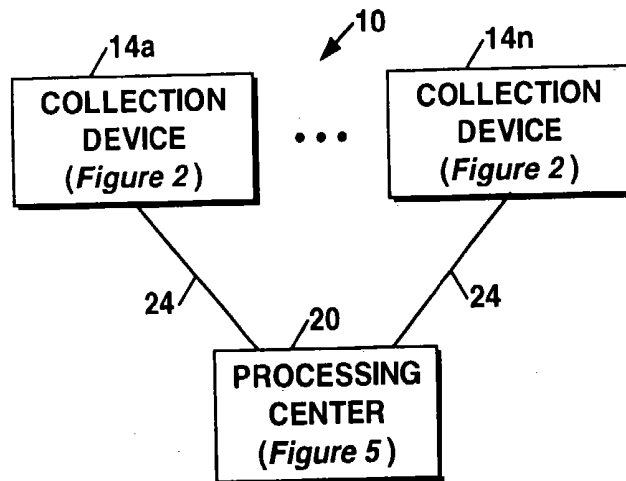 10
14a
14n
COLLECTION
DEVICE
(Figure 2)
• • •
COLLECTION
DEVICE
(Figure 2)
24
24
20
PROCESSING
CENTER
(Figure 5)